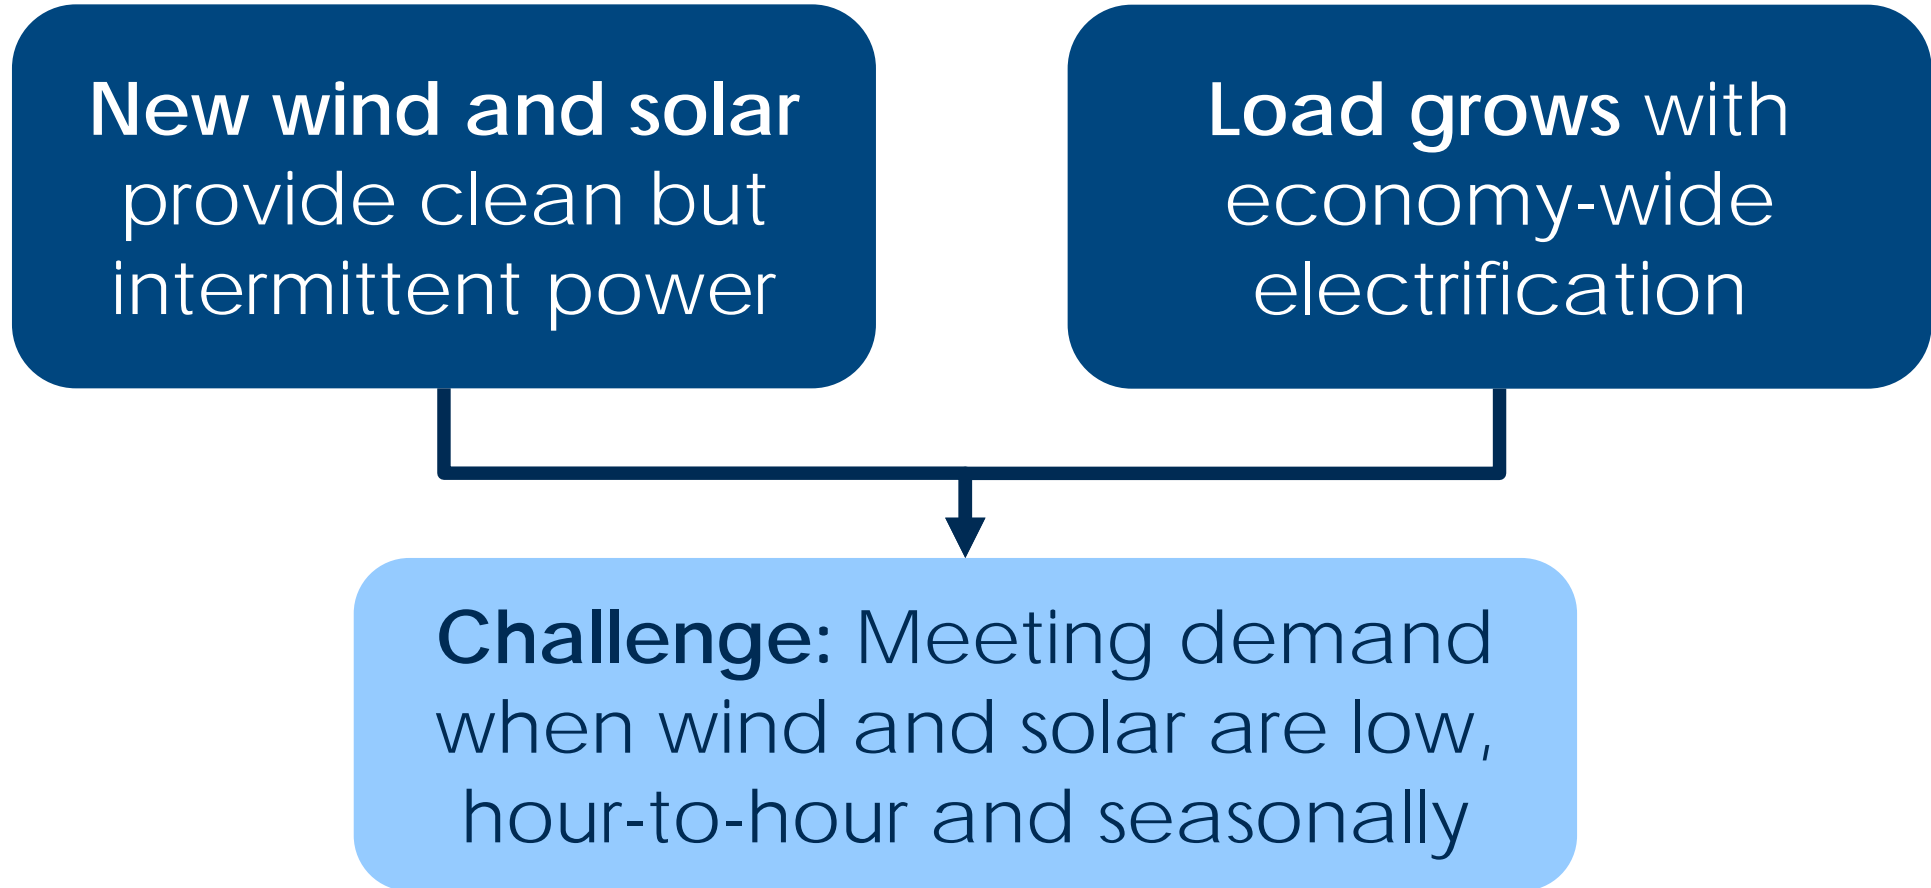 New wind and solar
provide clean but
intermittent power
Load grows with
economy-wide
electrification
Challenge: Meeting demand
when wind and solar are low,
hour-to-hour and seasonally